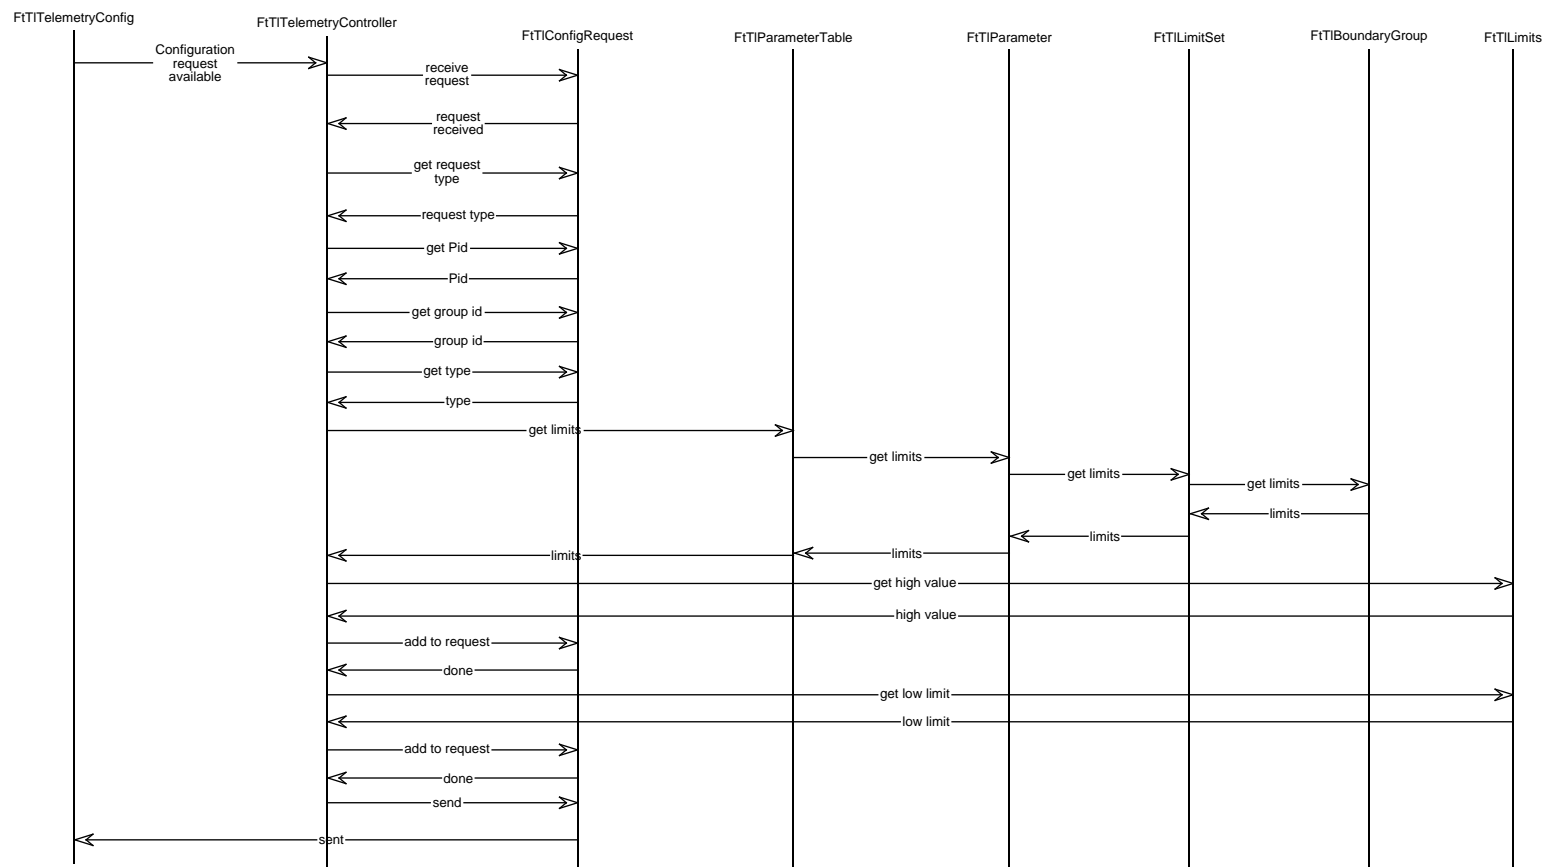 FtTlTelemetryConfig
FtTlTelemetryController
FtTlConfigRequest
FtTlParameterTable
FtTlParameter
FtTlLimitSet
FtTlBoundaryGroup
FtTlLimits
Configuration
request
available
receive
request
request
received
get request
type
request type
get Pid
Pid
get group id
group id
get type
type
get limits
get limits
get limits
get limits
limits
limits
limits
limits
get high value
high value
add to request
done
get low limit
low limit
add to request
done
send
sent